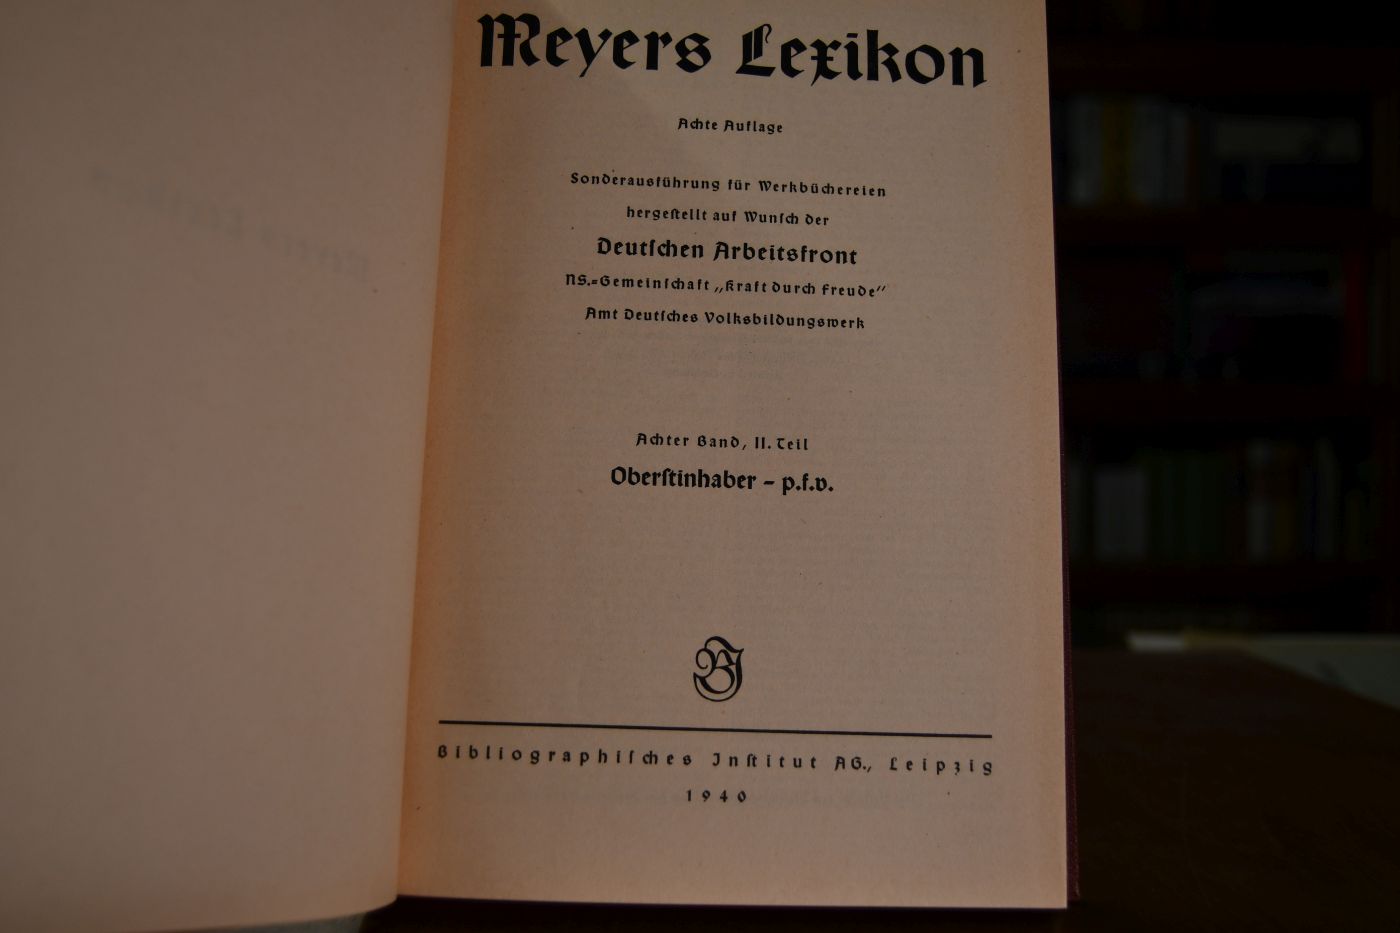 Meyers Lexikon
Achte Auflage
Sonderausführung für Werkbüchereien
hergeſtellt auf Wunſch der
Deutſchen Arbeitsfront
NS.=Gemeinſchaft „Kraft durch Freude“
Amt Deutſches Volksbildungswerk
Achter Band, II. Teil
Oberſtinhaber – p.f.v.
BI
Bibliographiſches Inſtitut AG., Leipzig
1940